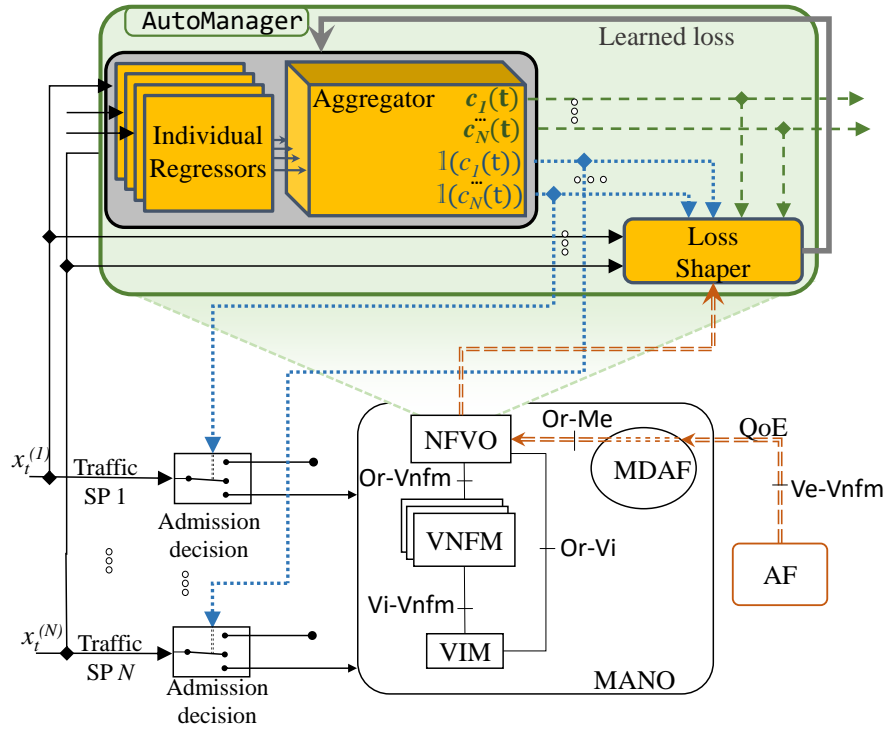 AutoManager
Learned loss
Individual
Regressors
Aggregator
c₁(t)
...
c_N(t)
𝟙(c₁(t))
...
𝟙(c_N(t))
Loss
Shaper
x_t^(1)
Traffic
SP 1
Admission
decision
x_t^(N)
Traffic
SP N
Admission
decision
NFVO
Or-Vnfm
VNFM
Vi-Vnfm
VIM
Or-Vi
Or-Me
MDAF
MANO
QoE
Ve-Vnfm
AF